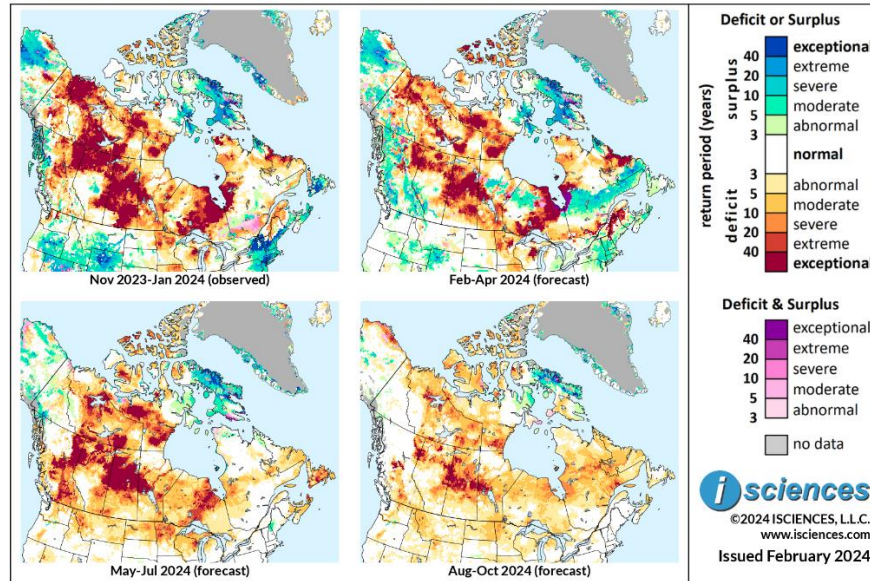 Nov 2023-Jan 2024 (observed)
Feb-Apr 2024 (forecast)
May-Jul 2024 (forecast)
Aug-Oct 2024 (forecast)
Deficit or Surplus
return period (years)
surplus
deficit
exceptional
40
extreme
20
severe
10
moderate
5
abnormal
3
normal
3
abnormal
5
moderate
10
severe
20
extreme
40
exceptional
Deficit & Surplus
exceptional
40
extreme
20
severe
10
moderate
5
abnormal
3
no data
i sciences
©2024 ISCIENCES, L.L.C.
www.isciences.com
Issued February 2024